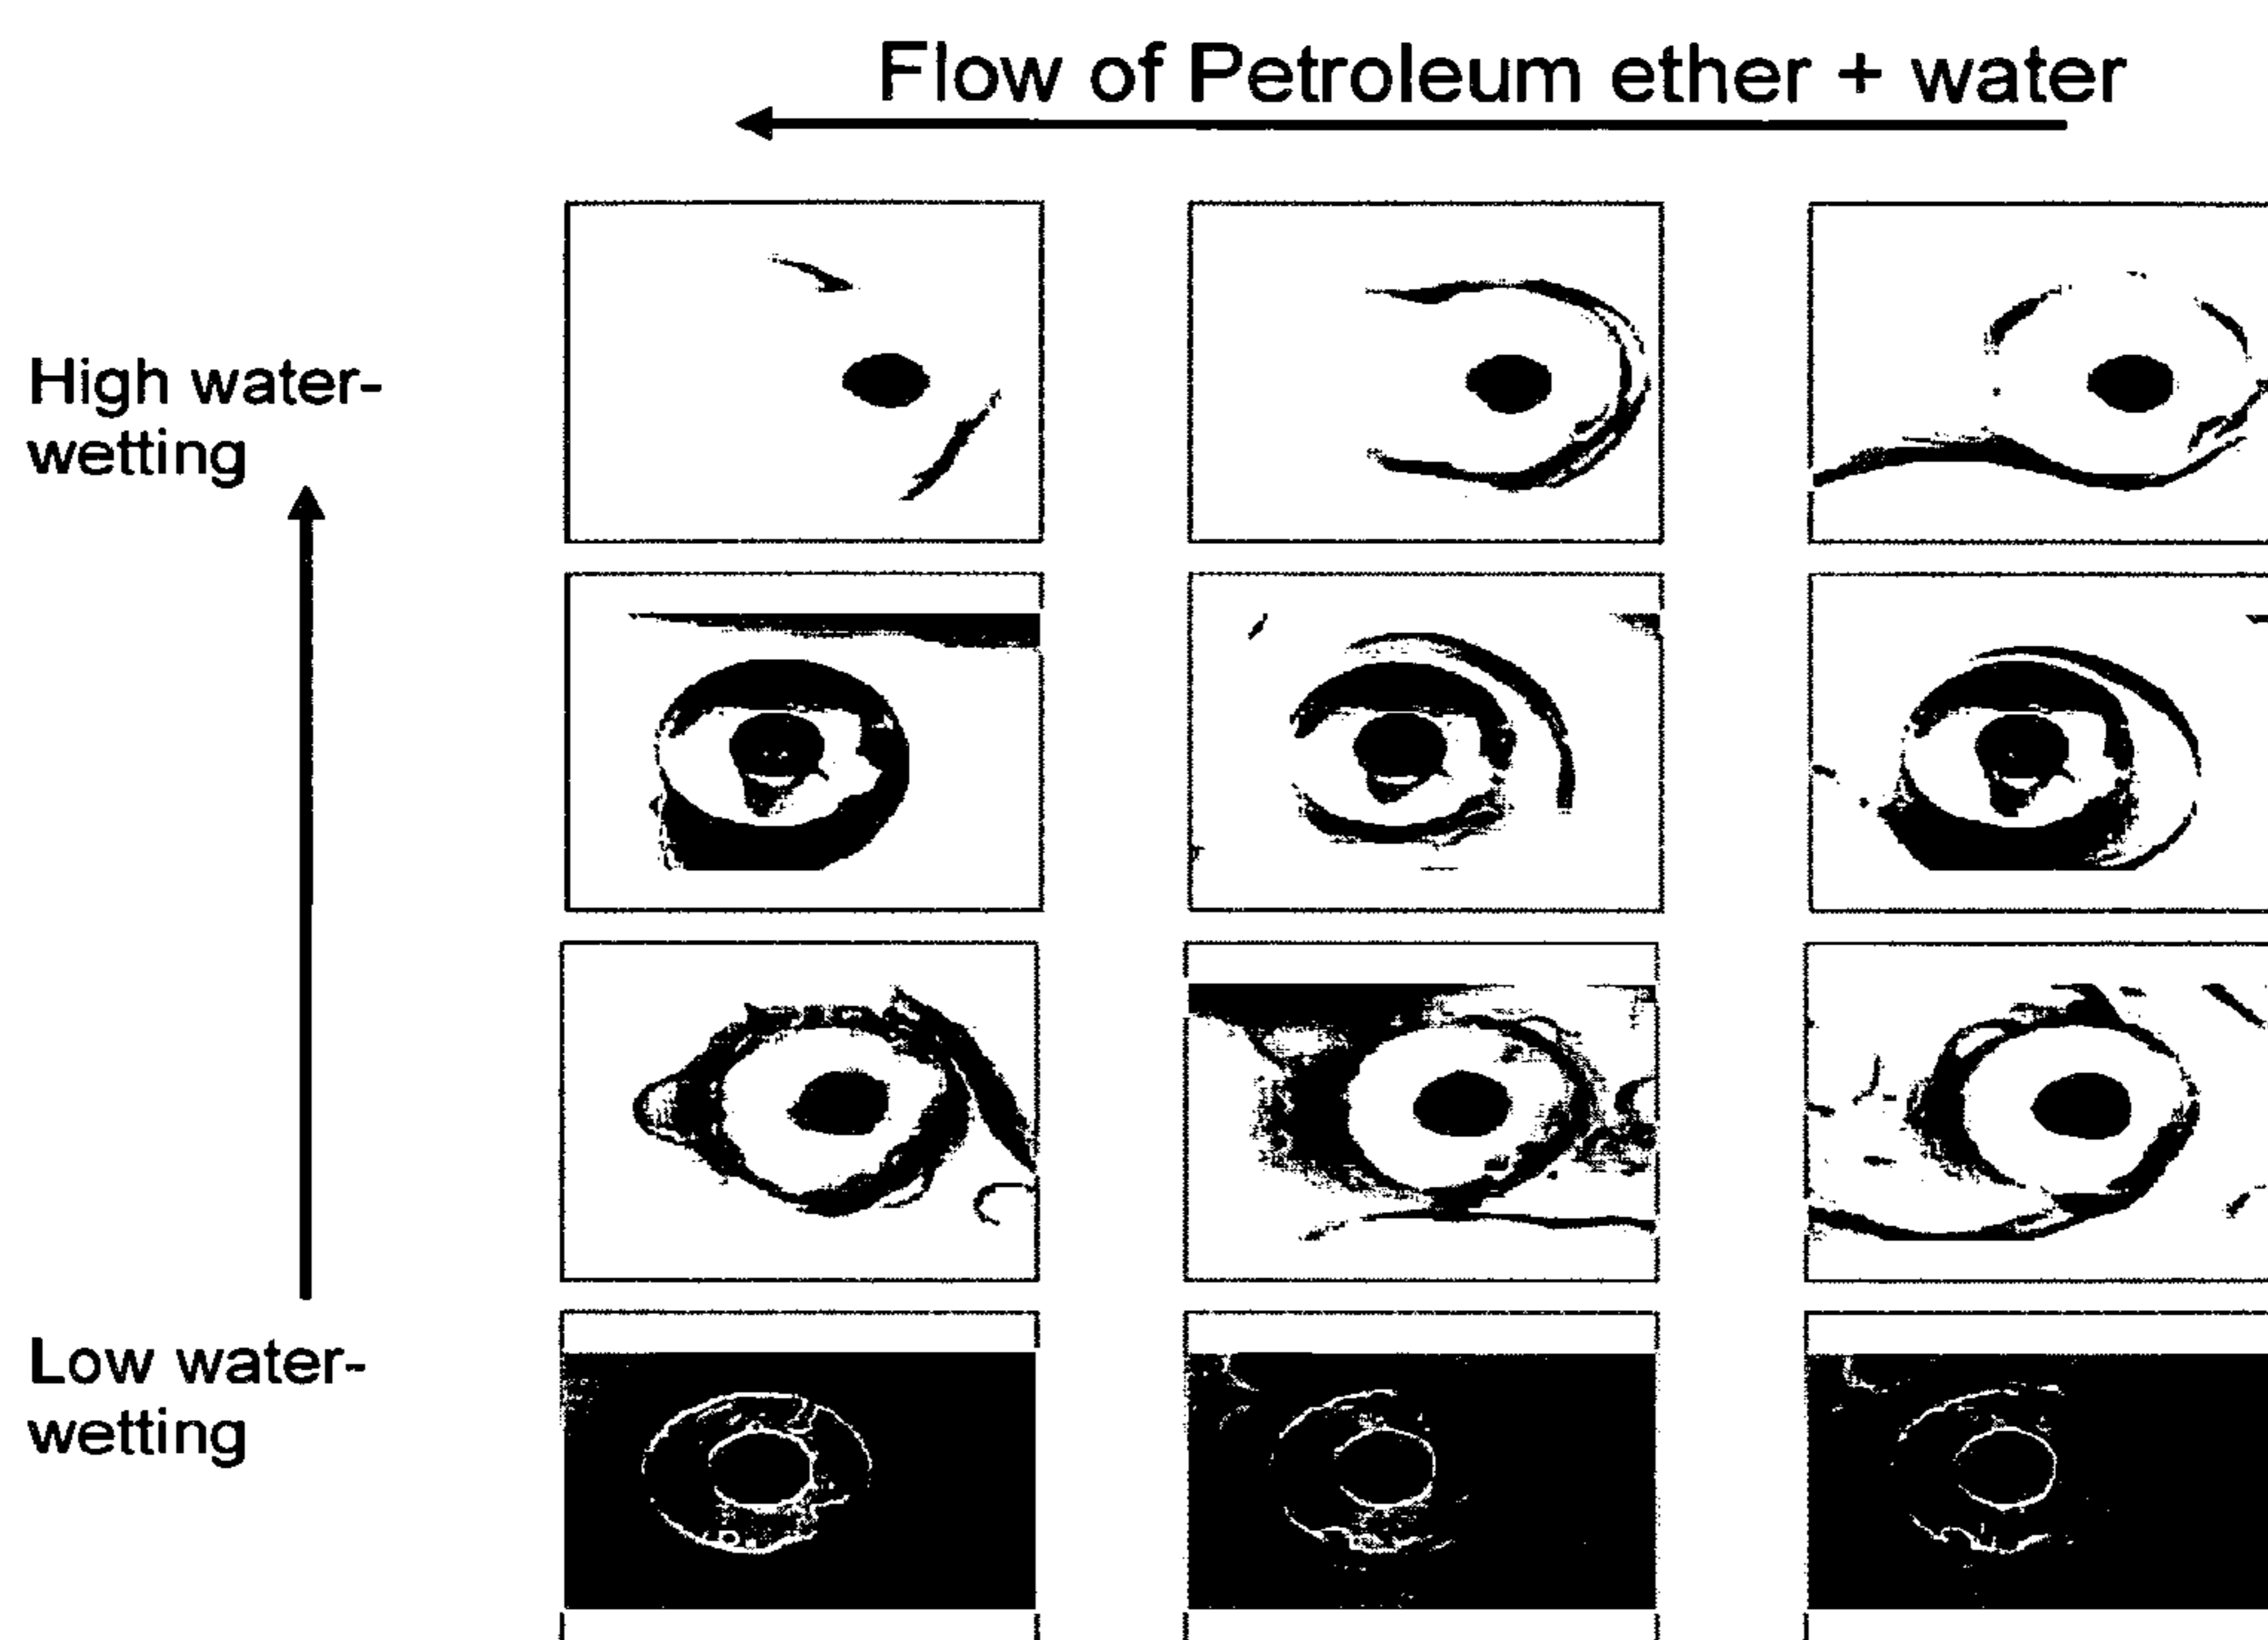 Flow of Petroleum ether + water
High water-
wetting
Low water-
wetting